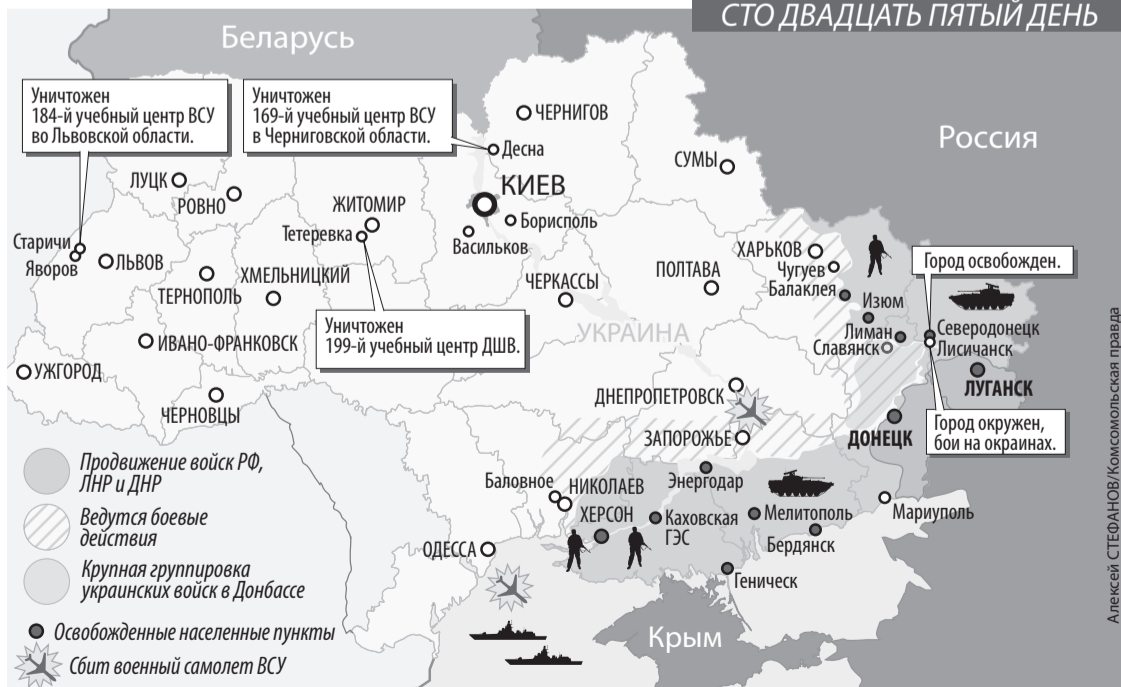 СТО ДВАДЦАТЬ ПЯТЫЙ ДЕНЬ
Беларусь
Россия
Уничтожен
184-й учебный центр ВСУ
во Львовской области.
Уничтожен
169-й учебный центр ВСУ
в Черниговской области.
ЧЕРНИГОВ
Десна
СУМЫ
ЛУЦК
РОВНО
КИЕВ
ЖИТОМИР
Тетеревка
Борисполь
Васильков
Старичи
Яворов
ЛЬВОВ
ТЕРНОПОЛЬ
ХМЕЛЬНИЦКИЙ
ЧЕРКАССЫ
ПОЛТАВА
ХАРЬКОВ
Чугуев
Балаклея
Изюм
Лиман
Славянск
Город освобожден.
Северодонецк
Лисичанск
ЛУГАНСК
УКРАИНА
Уничтожен
199-й учебный центр ДШВ.
ИВАНО-ФРАНКОВСК
УЖГОРОД
ЧЕРНОВЦЫ
ДНЕПРОПЕТРОВСК
ЗАПОРОЖЬЕ
ДОНЕЦК
Город окружен,
бои на окраинах.
Баловное
НИКОЛАЕВ
Энергодар
ХЕРСОН
Каховская
ГЭС
Мелитополь
Бердянск
Мариуполь
Геническ
ОДЕССА
Крым
Продвижение войск РФ,
ЛНР и ДНР
Ведутся боевые
действия
Крупная группировка
украинских войск в Донбассе
Освобожденные населенные пункты
Сбит военный самолет ВСУ
Алексей СТЕФАНОВ/Комсомольская правда